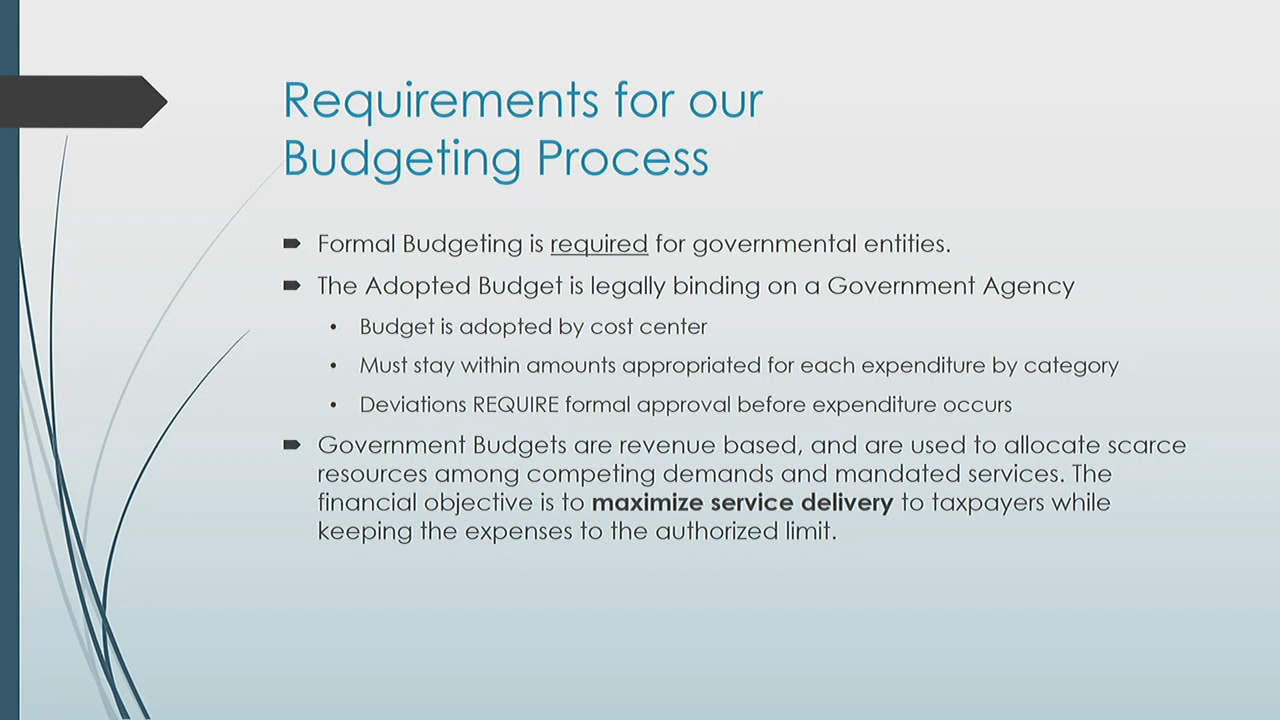 Requirements for our
Budgeting Process
Formal Budgeting is required for governmental entities.
The Adopted Budget is legally binding on a Government Agency
• Budget is adopted by cost center
• Must stay within amounts appropriated for each expenditure by category
• Deviations REQUIRE formal approval before expenditure occurs
Government Budgets are revenue based, and are used to allocate scarce
resources among competing demands and mandated services. The
financial objective is to maximize service delivery to taxpayers while
keeping the expenses to the authorized limit.